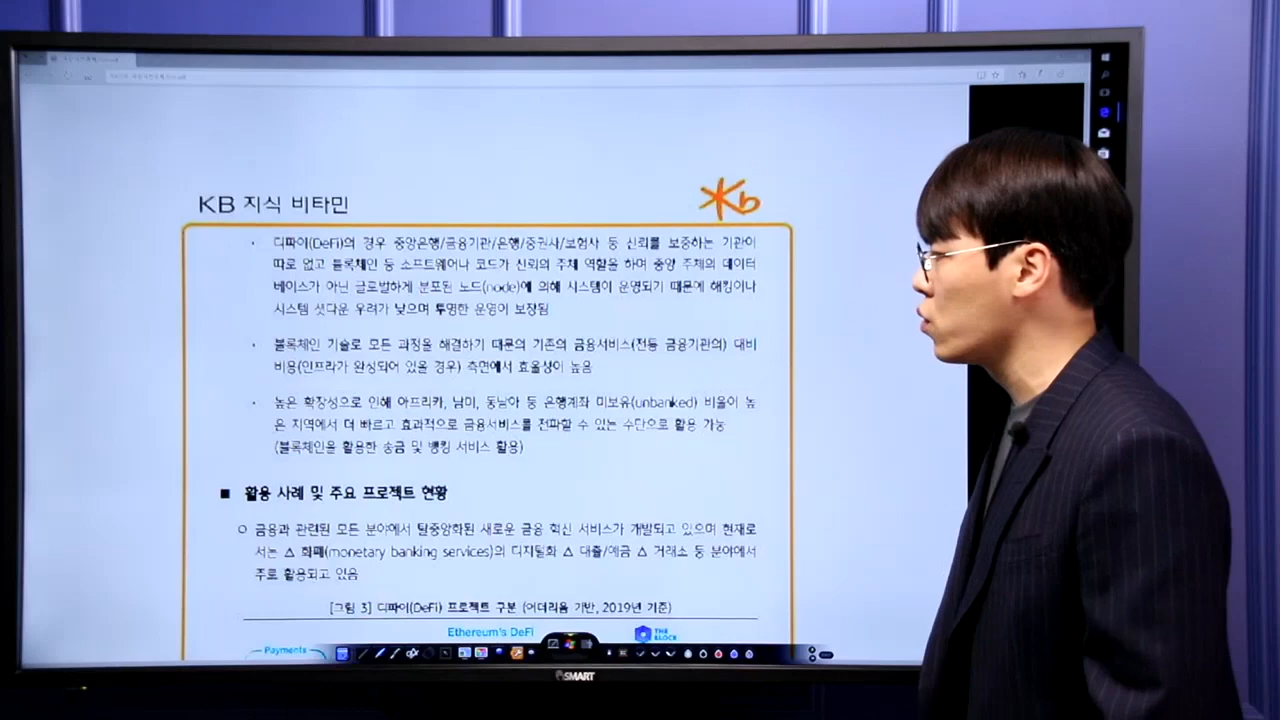 KB 지식 비타민
Kb
· 디파이(DeFi)의 경우 중앙은행/금융기관/은행/증권사/보험사 등 신뢰를 보증하는 기관이
따로 없고 블록체인 등 소프트웨어나 코드가 신뢰의 주체 역할을 하며 중앙 주체의 데이터
베이스가 아닌 글로벌하게 분포된 노드(node)에 의해 시스템이 운영되기 때문에 해킹이나
시스템 셧다운 우려가 낮으며 투명한 운영이 보장됨
· 블록체인 기술로 모든 과정을 해결하기 때문의 기존의 금융서비스(전통 금융기관의) 대비
비용(인프라가 완성되어 있을 경우) 측면에서 효율성이 높음
· 높은 확장성으로 인해 아프리카, 남미, 동남아 등 은행계좌 미보유(unbanked) 비율이 높
은 지역에서 더 빠르고 효과적으로 금융서비스를 전파할 수 있는 수단으로 활용 가능
(블록체인을 활용한 송금 및 뱅킹 서비스 활용)
■ 활용 사례 및 주요 프로젝트 현황
○ 금융과 관련된 모든 분야에서 탈중앙화된 새로운 금융 혁신 서비스가 개발되고 있으며 현재로
서는 △ 화폐(monetary banking services)의 디지털화 △ 대출/예금 △ 거래소 등 분야에서
주로 활용되고 있음
[그림 3] 디파이(DeFi) 프로젝트 구분 (이더리움 기반, 2019년 기준)
Ethereum's DeFi
THE
BLOCK
Payments
SMART